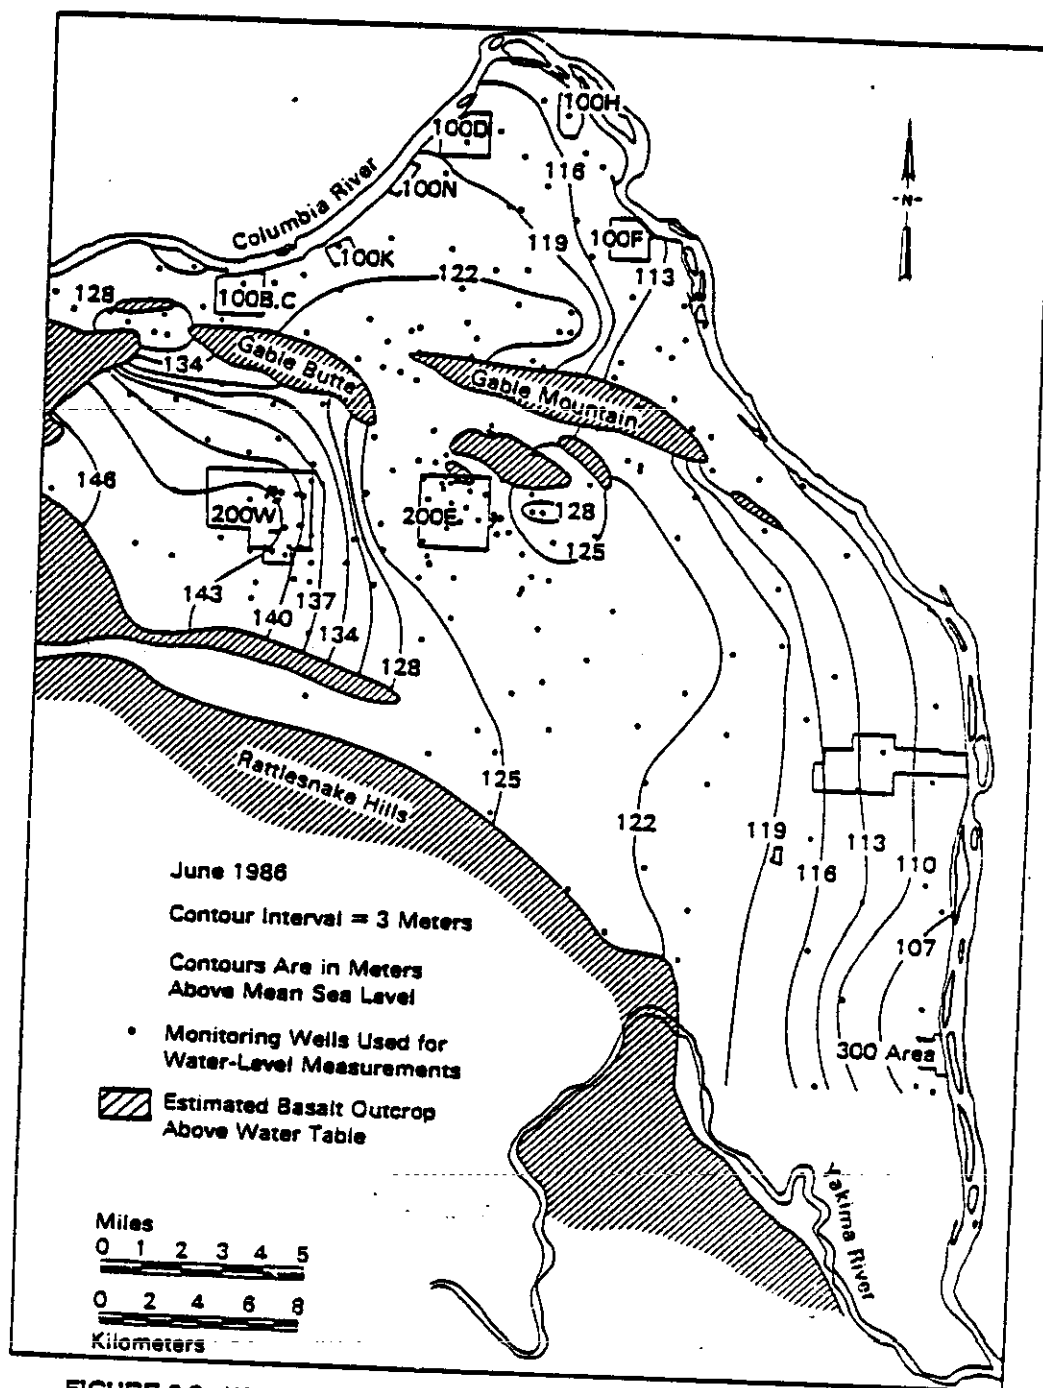 100H
100D
116
100N
Columbia River
-N-
119
100F
100K
113
122
128
100B.C
134
Gable Butte
Gable Mountain
146
200W
200E
128
125
143
137
140
134
128
125
Rattlesnake Hills
122
119
113
116
110
107
June 1986
Contour Interval = 3 Meters
Contours Are in Meters
Above Mean Sea Level
Monitoring Wells Used for
Water-Level Measurements
300 Area
Estimated Basalt Outcrop
Above Water Table
Yakima River
Miles
0 1 2 3 4 5
0 2 4 6 8
Kilometers